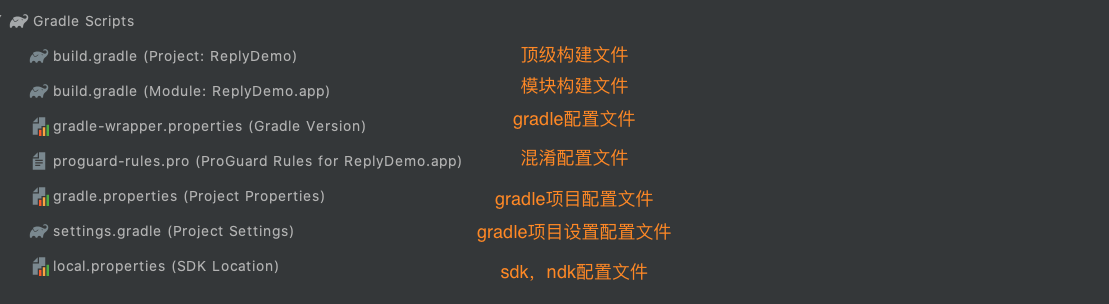 Gradle Scripts
build.gradle (Project: ReplyDemo) 顶级构建文件
build.gradle (Module: ReplyDemo.app) 模块构建文件
gradle-wrapper.properties (Gradle Version) gradle配置文件
proguard-rules.pro (ProGuard Rules for ReplyDemo.app) 混淆配置文件
gradle.properties (Project Properties) gradle项目配置文件
settings.gradle (Project Settings) gradle项目设置配置文件
local.properties (SDK Location) sdk，ndk配置文件